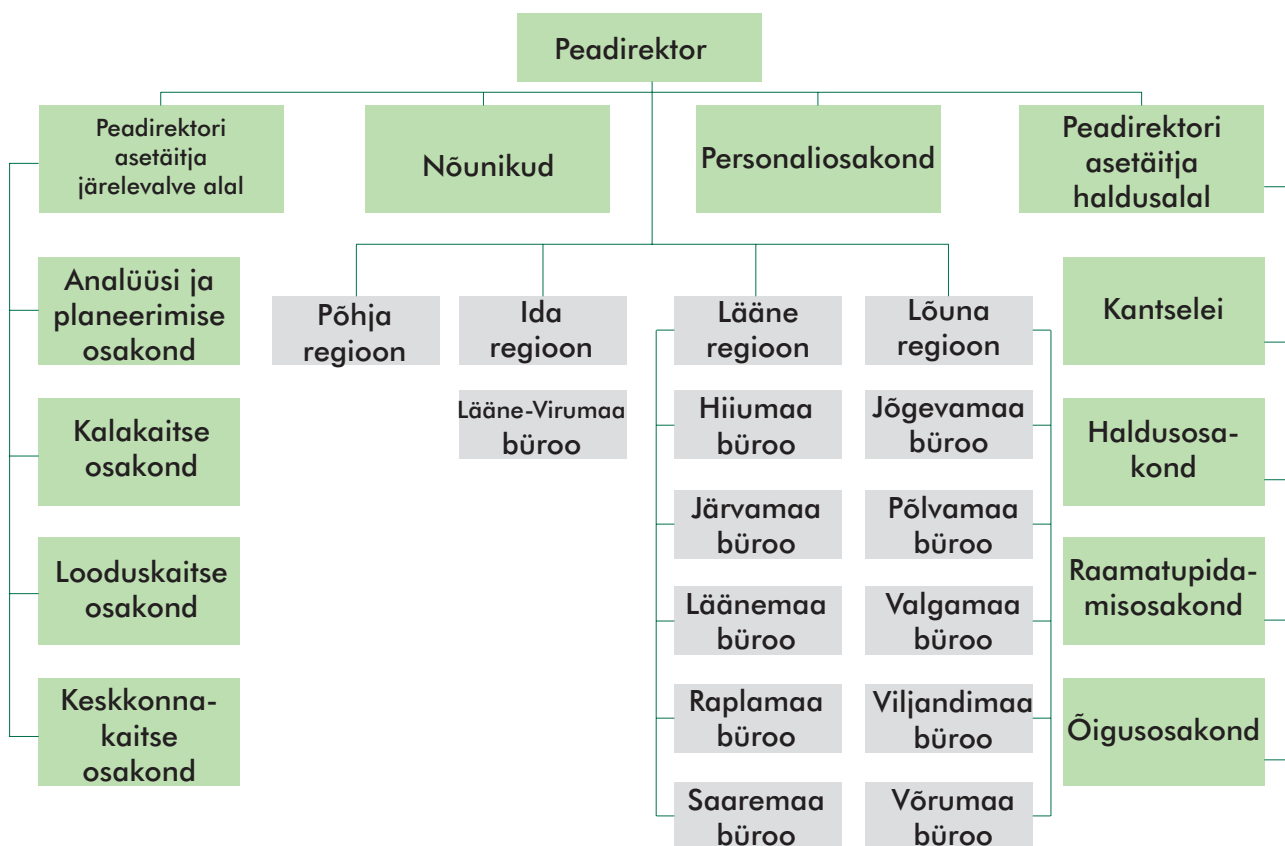 Peadirektor
Peadirektori
asetäitja
järelevalve alal
Nõunikud
Personaliosakond
Peadirektori
asetäitja
haldusalal
Analüüsi ja
planeerimise
osakond
Kalakaitse
osakond
Looduskaitse
osakond
Keskkonna-
kaitse
osakond
Põhja
regioon
Ida
regioon
Lääne-Virumaa
büroo
Lääne
regioon
Hiiumaa
büroo
Järvamaa
büroo
Läänemaa
büroo
Raplamaa
büroo
Saaremaa
büroo
Lõuna
regioon
Jõgevamaa
büroo
Põlvamaa
büroo
Valgamaa
büroo
Viljandimaa
büroo
Võrumaa
büroo
Kantselei
Haldusosa-
kond
Raamatupida-
misosakond
Õigusosakond